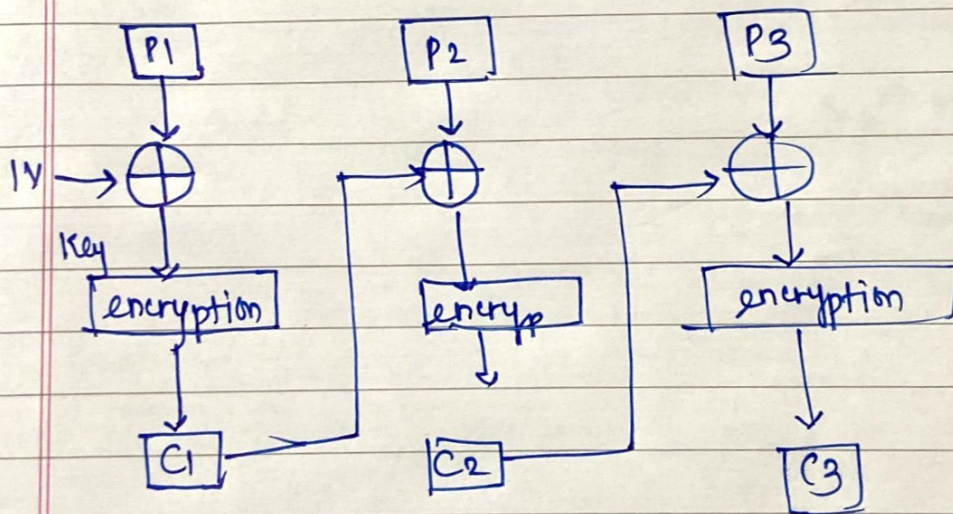 P1 P2 P3
IV
Key
encryption encryp encryption
C1 C2 C3